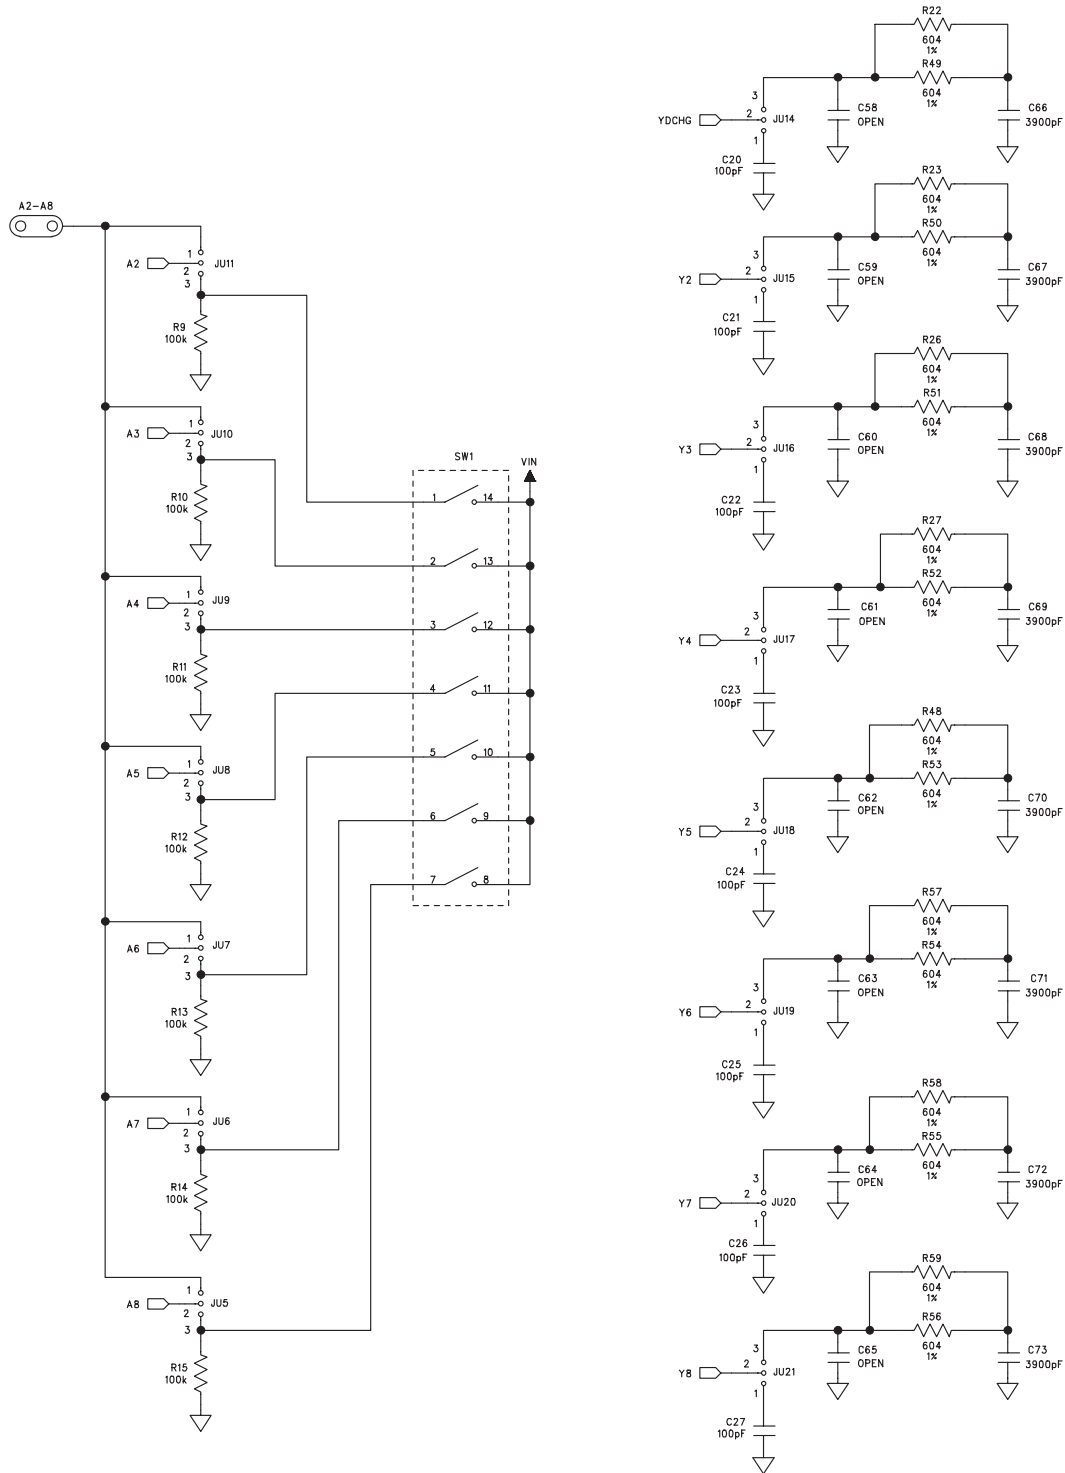 A2-A8
A2
1
2
3
JU11
R9
100k
A3
1
2
3
JU10
R10
100k
A4
1
2
3
JU9
R11
100k
A5
1
2
3
JU8
R12
100k
A6
1
2
3
JU7
R13
100k
A7
1
2
3
JU6
R14
100k
A8
1
2
3
JU5
R15
100k
SW1
VIN
1 14
2 13
3 12
4 11
5 10
6 9
7 8
R22
604
1%
R49
604
1%
YDCHG
3
2
1
JU14
C58
OPEN
C66
3900pF
C20
100pF
R23
604
1%
R50
604
1%
Y2
3
2
1
JU15
C59
OPEN
C67
3900pF
C21
100pF
R26
604
1%
R51
604
1%
Y3
3
2
1
JU16
C60
OPEN
C68
3900pF
C22
100pF
R27
604
1%
R52
604
1%
Y4
3
2
1
JU17
C61
OPEN
C69
3900pF
C23
100pF
R48
604
1%
R53
604
1%
Y5
3
2
1
JU18
C62
OPEN
C70
3900pF
C24
100pF
R57
604
1%
R54
604
1%
Y6
3
2
1
JU19
C63
OPEN
C71
3900pF
C25
100pF
R58
604
1%
R55
604
1%
Y7
3
2
1
JU20
C64
OPEN
C72
3900pF
C26
100pF
R59
604
1%
R56
604
1%
Y8
3
2
1
JU21
C65
OPEN
C73
3900pF
C27
100pF